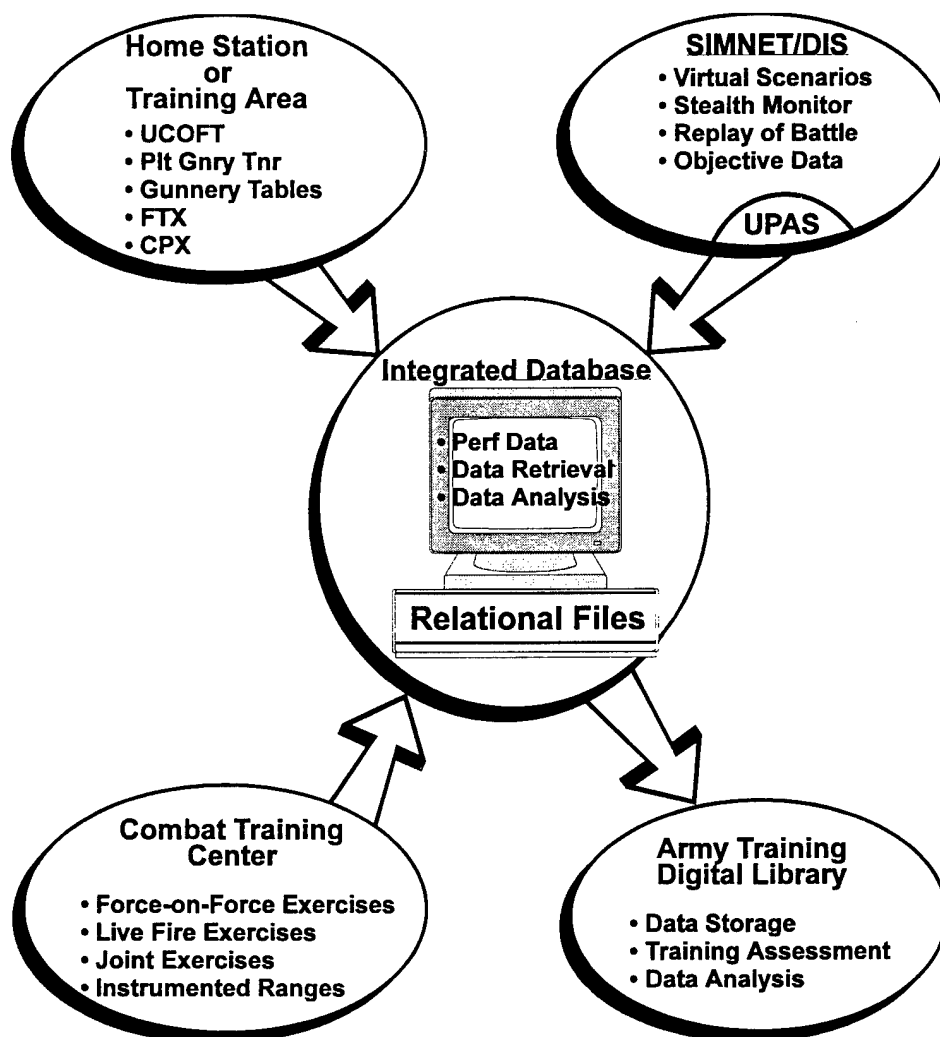 Home Station
or
Training Area
• UCOFT
• Plt Gnry Tnr
• Gunnery Tables
• FTX
• CPX
SIMNET/DIS
• Virtual Scenarios
• Stealth Monitor
• Replay of Battle
• Objective Data
UPAS
Integrated Database
• Perf Data
• Data Retrieval
• Data Analysis
Relational Files
Combat Training
Center
• Force-on-Force Exercises
• Live Fire Exercises
• Joint Exercises
• Instrumented Ranges
Army Training
Digital Library
• Data Storage
• Training Assessment
• Data Analysis